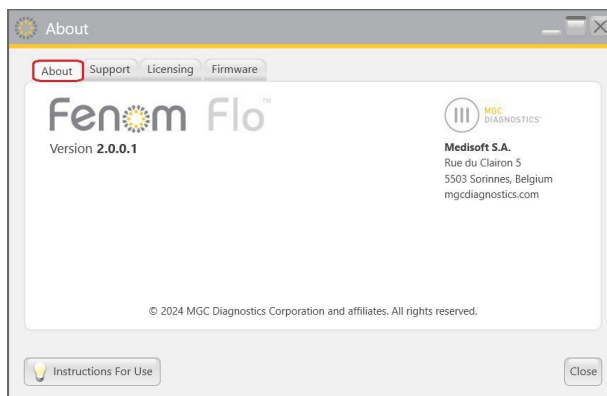 About
About Support Licensing Firmware
Fenom Flo™
Version 2.0.0.1
MGC
DIAGNOSTICS
Medisoft S.A.
Rue du Clairon 5
5503 Sorinnes, Belgium
mgcdiagnostics.com
© 2024 MGC Diagnostics Corporation and affiliates. All rights reserved.
Instructions For Use
Close